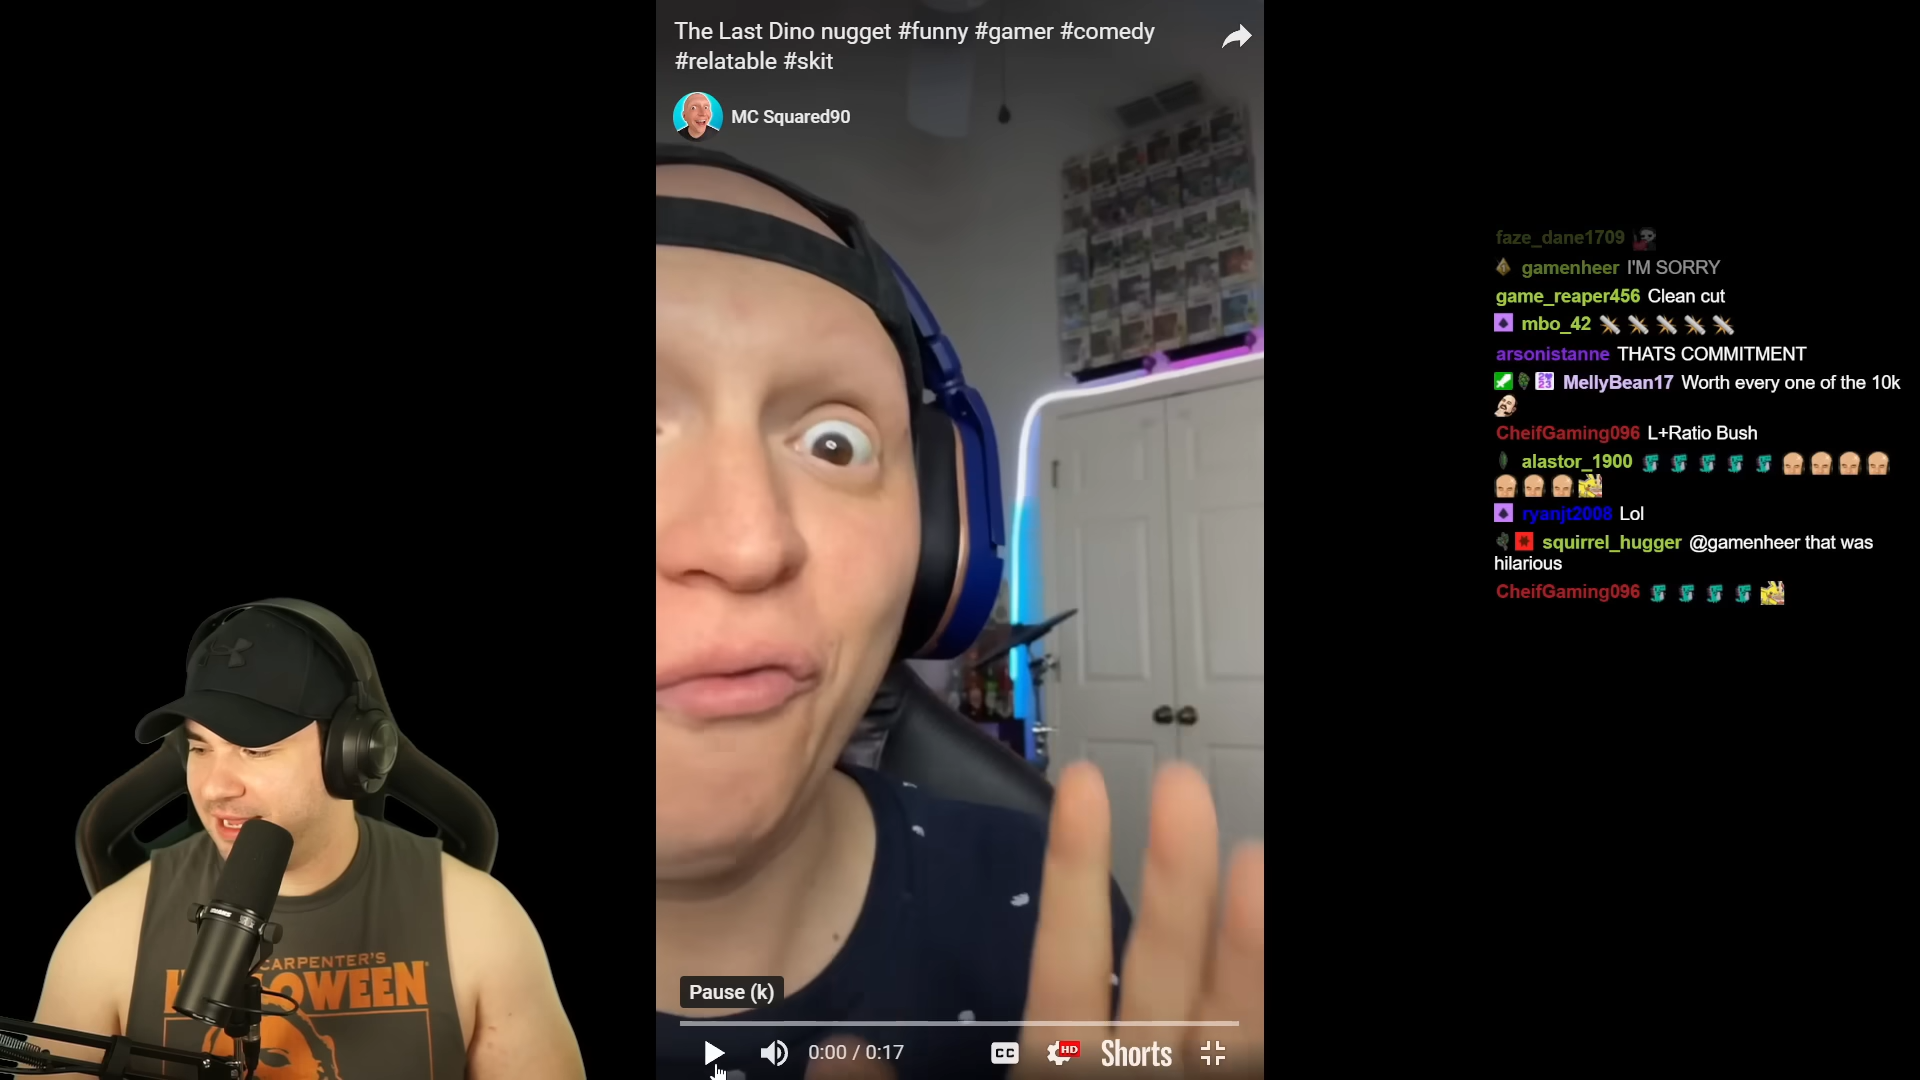 The Last Dino nugget #funny #gamer #comedy
#relatable #skit
MC Squared90
faze_dane1709
gamenheer I'M SORRY
game_reaper456 Clean cut
mbo_42
arsonistanne THATS COMMITMENT
MellyBean17 Worth every one of the 10k
CheifGaming096 L+Ratio Bush
alastor_1900
ryanjt2008 Lol
squirrel_hugger @gamenheer that was
hilarious
CheifGaming096
CARPENTER'S
HALLOWEEN
Pause (k)
0:00 / 0:17
CC
HD
Shorts